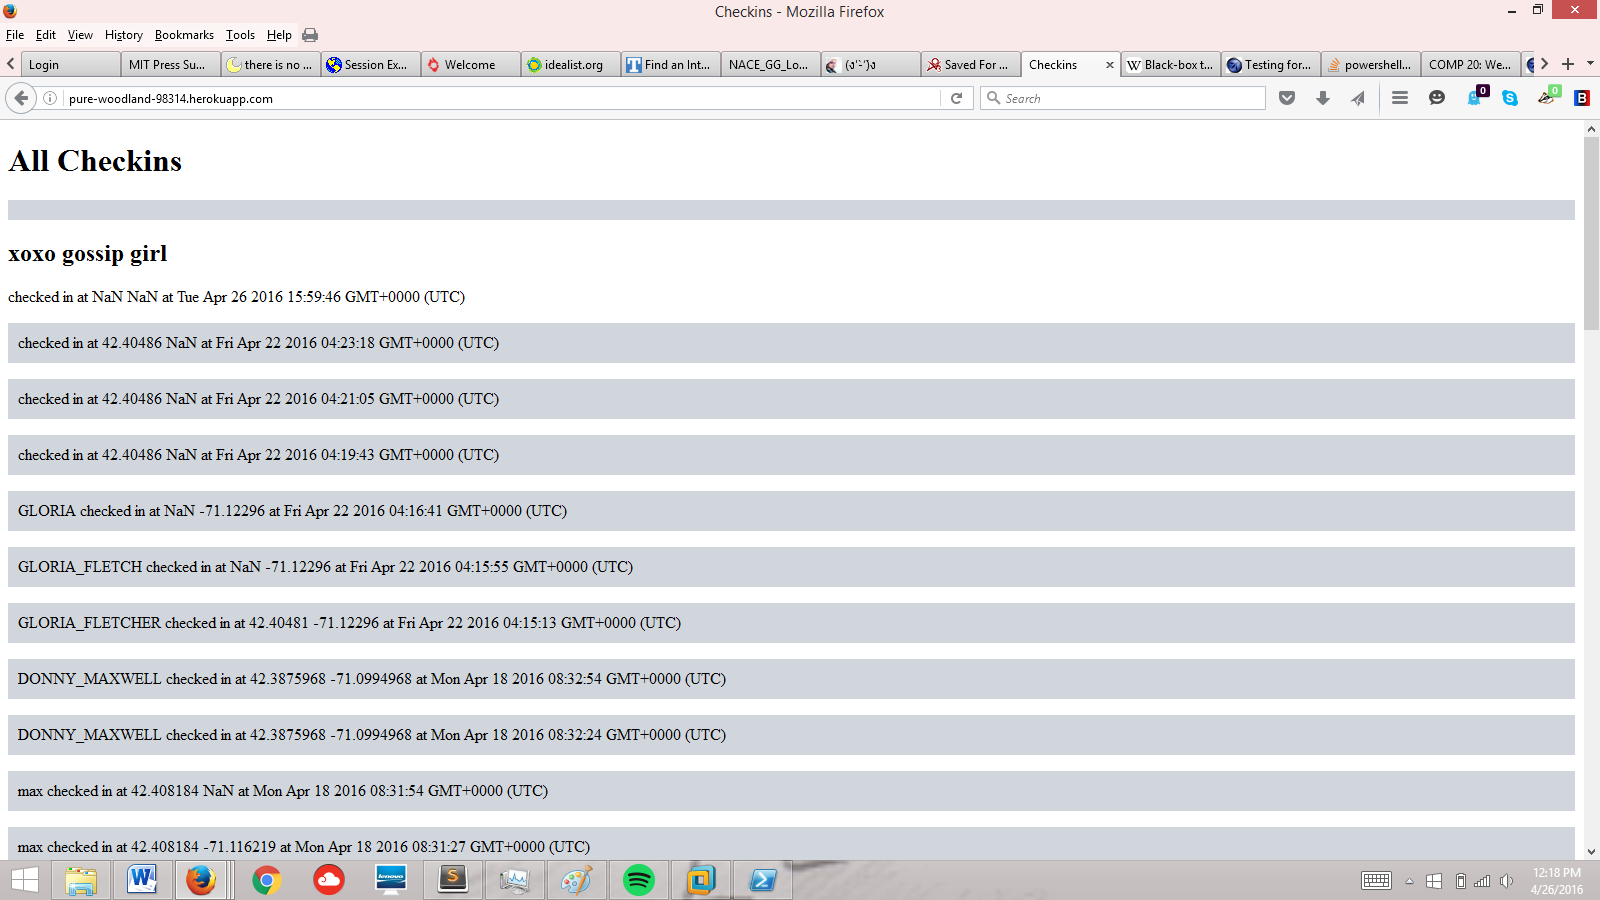 Checkins - Mozilla Firefox
File Edit View History Bookmarks Tools Help
Login MIT Press Su... there is no ... Session Ex... Welcome idealist.org Find an Int... NACE_GG_Lo... (ง'̀-'́)ง Saved For ... Checkins Black-box t... Testing for... powershell... COMP 20: We...
pure-woodland-98314.herokuapp.com Search 0 0 B
All Checkins
xoxo gossip girl
checked in at NaN NaN at Tue Apr 26 2016 15:59:46 GMT+0000 (UTC)
checked in at 42.40486 NaN at Fri Apr 22 2016 04:23:18 GMT+0000 (UTC)
checked in at 42.40486 NaN at Fri Apr 22 2016 04:21:05 GMT+0000 (UTC)
checked in at 42.40486 NaN at Fri Apr 22 2016 04:19:43 GMT+0000 (UTC)
GLORIA checked in at NaN -71.12296 at Fri Apr 22 2016 04:16:41 GMT+0000 (UTC)
GLORIA_FLETCH checked in at NaN -71.12296 at Fri Apr 22 2016 04:15:55 GMT+0000 (UTC)
GLORIA_FLETCHER checked in at 42.40481 -71.12296 at Fri Apr 22 2016 04:15:13 GMT+0000 (UTC)
DONNY_MAXWELL checked in at 42.3875968 -71.0994968 at Mon Apr 18 2016 08:32:54 GMT+0000 (UTC)
DONNY_MAXWELL checked in at 42.3875968 -71.0994968 at Mon Apr 18 2016 08:32:24 GMT+0000 (UTC)
max checked in at 42.408184 NaN at Mon Apr 18 2016 08:31:54 GMT+0000 (UTC)
max checked in at 42.408184 -71.116219 at Mon Apr 18 2016 08:31:27 GMT+0000 (UTC)
lenovo
12:18 PM
4/26/2016